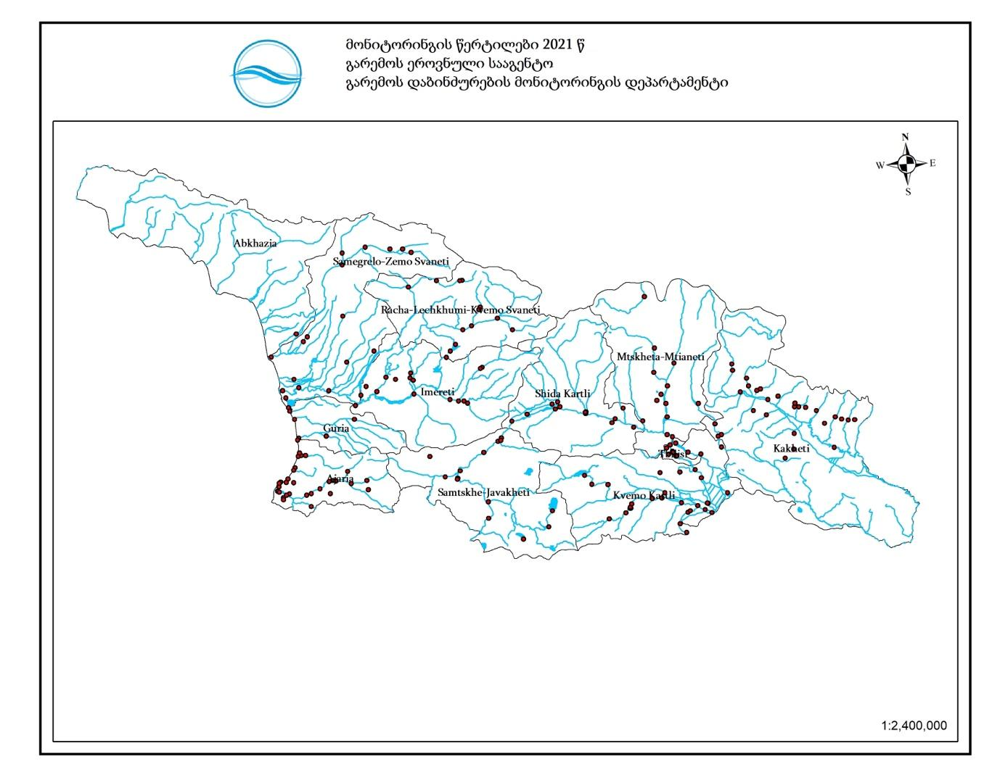 მონიტორინგის წერტილები 2021 წ
გარემოს ეროვნული სააგენტო
გარემოს დაბინძურების მონიტორინგის დეპარტამენტი
N
W
E
S
Abkhazia
Samegrelo-Zemo Svaneti
Racha-Lechkhumi-Kvemo Svaneti
Mtskheta-Mtianeti
Imereti
Shida Kartli
Guria
Kakheti
Tbilisi
Ajaria
Samtskhe-Javakheti
Kvemo Kartli
1:2,400,000